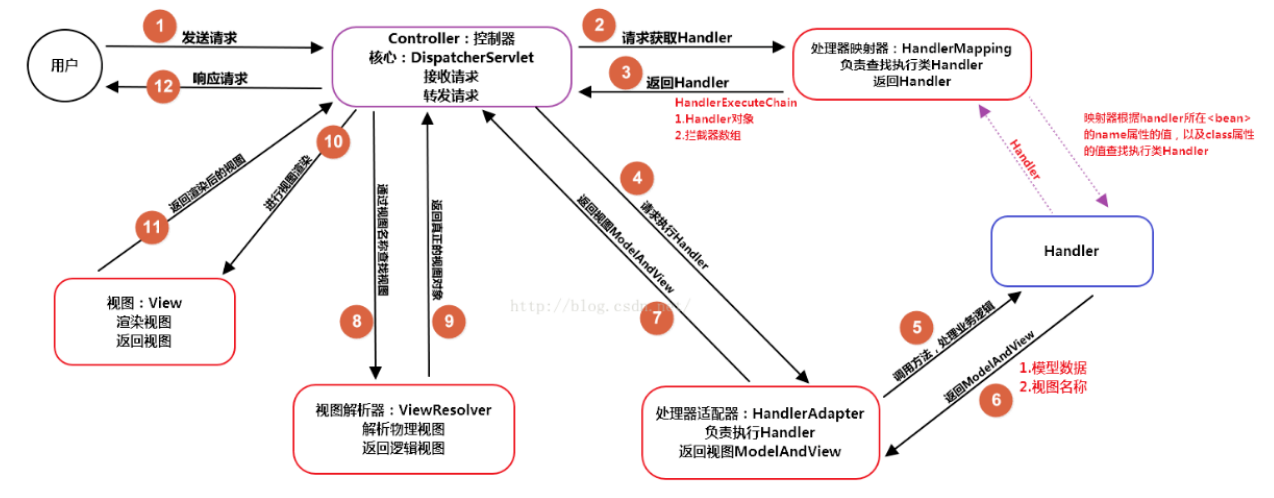 1
发送请求
用户
12
响应请求
Controller：控制器
核心：DispatcherServlet
接收请求
转发请求
2
请求获取Handler
3
返回Handler
HandlerExecuteChain
1.Handler对象
2.拦截器数组
处理器映射器：HandlerMapping
负责查找执行类Handler
返回Handler
映射器根据handler所在<bean>
的name属性的值，以及class属性
的值查找执行类Handler
Handler
Handler
10
进行视图渲染
11
返回渲染后的视图
视图：View
渲染视图
返回视图
通过视图名称查找视图
8
返回真正的视图对象
9
视图解析器：ViewResolver
解析物理视图
返回逻辑视图
4
请求执行Handler
返回视图ModelAndView
7
http://blog.csdn.net/
5
调用方法，处理业务逻辑
返回ModelAndView
6
1.模型数据
2.视图名称
处理器适配器：HandlerAdapter
负责执行Handler
返回视图ModelAndView